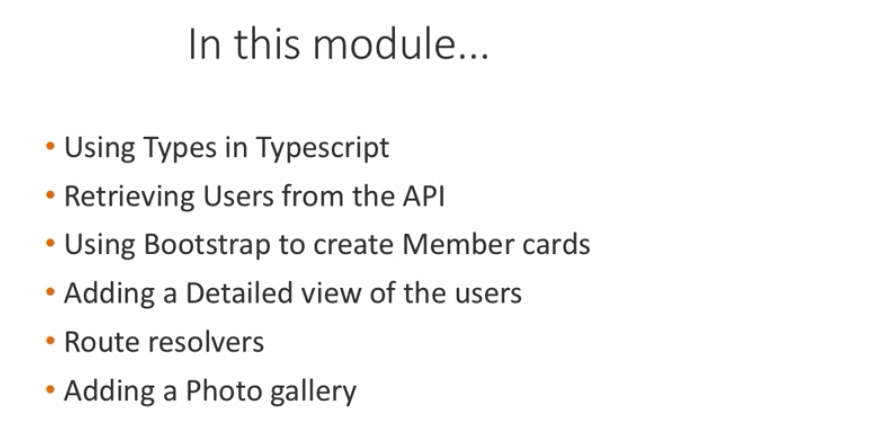 In this module...
• Using Types in Typescript
• Retrieving Users from the API
• Using Bootstrap to create Member cards
• Adding a Detailed view of the users
• Route resolvers
• Adding a Photo gallery